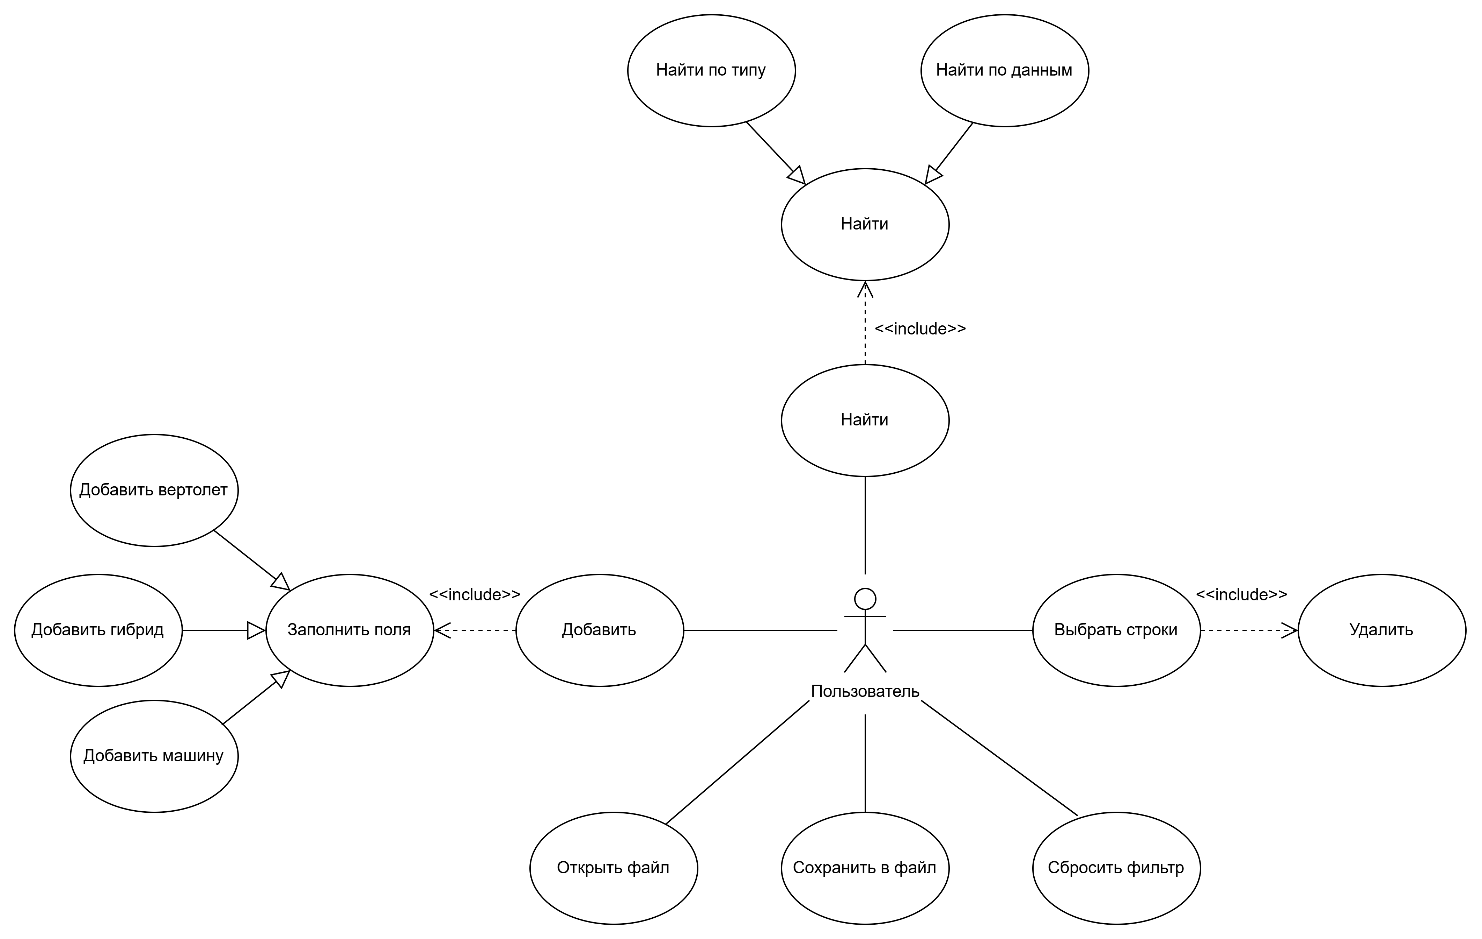 Найти по типу
Найти по данным
Найти
<<include>>
Найти
Добавить вертолет
<<include>>
<<include>>
Добавить гибрид
Заполнить поля
Добавить
Выбрать строки
Удалить
Пользователь
Добавить машину
Открыть файл
Сохранить в файл
Сбросить фильтр